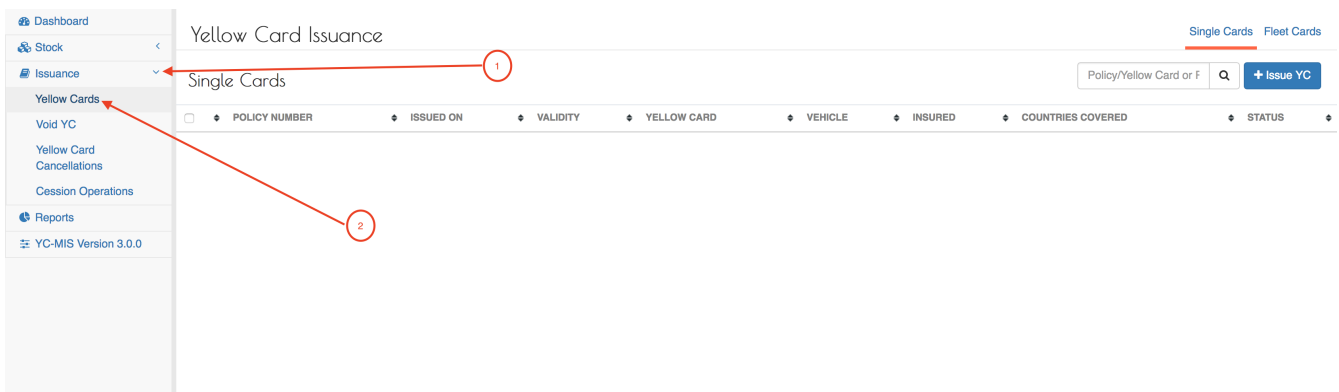 Dashboard
Stock
Issuance
Yellow Cards
Void YC
Yellow Card
Cancellations
Cession Operations
Reports
YC-MIS Version 3.0.0
Yellow Card Issuance
Single Cards Fleet Cards
1
Single Cards
Policy/Yellow Card or F
+ Issue YC
POLICY NUMBER ISSUED ON VALIDITY YELLOW CARD VEHICLE INSURED COUNTRIES COVERED STATUS
2